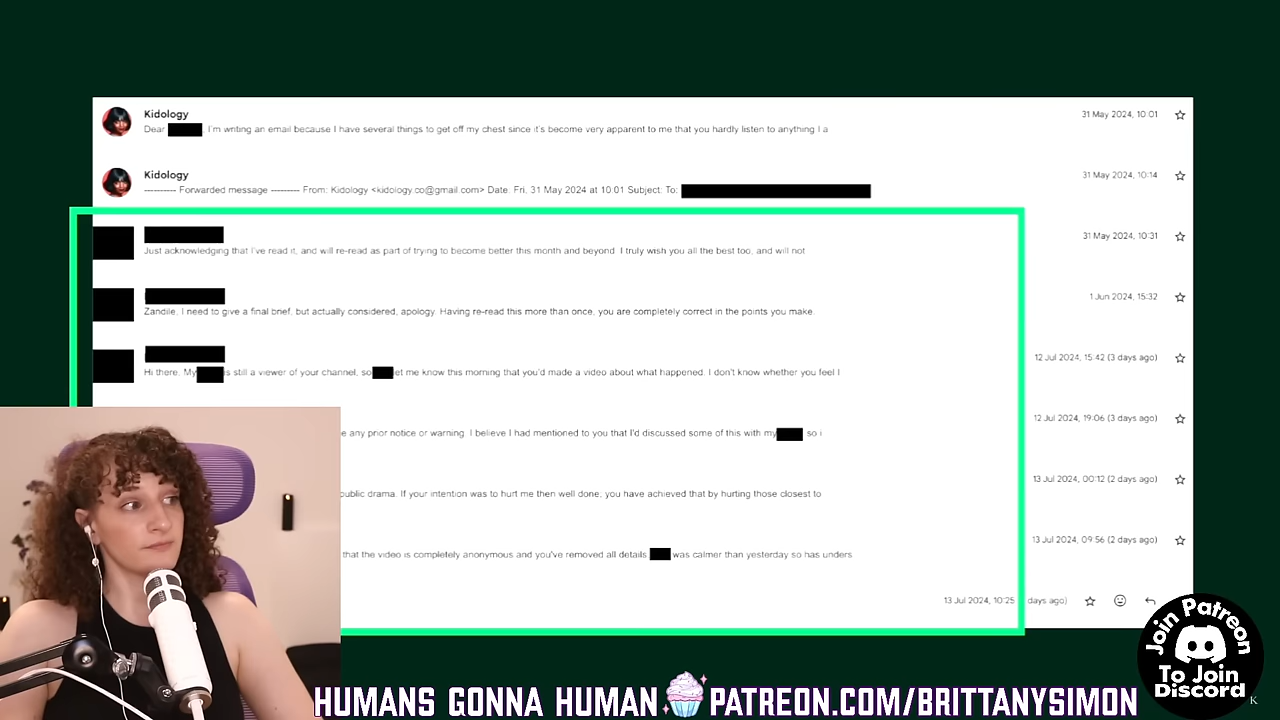 Kidology
31 May 2024, 10:01
Dear I'm writing an email because I have several things to get off my chest since it's become very apparent to me that you hardly listen to anything I a
Kidology
31 May 2024, 10:14
---------- Forwarded message --------- From: Kidology <kidology.co@gmail.com> Date: Fri, 31 May 2024 at 10:01 Subject: To:
31 May 2024, 10:31
Just acknowledging that I've read it, and will re-read as part of trying to become better this month and beyond. I truly wish you all the best too, and will not
1 Jun 2024, 15:32
Zandile, I need to give a final brief, but actually considered, apology. Having re-read this more than once, you are completely correct in the points you make.
12 Jul 2024, 15:42 (3 days ago)
Hi there. My is still a viewer of your channel, so let me know this morning that you'd made a video about what happened. I don't know whether you feel I
12 Jul 2024, 19:06 (3 days ago)
e any prior notice or warning. I believe I had mentioned to you that I'd discussed some of this with my so i
13 Jul 2024, 00:12 (2 days ago)
public drama. If your intention was to hurt me then well done, you have achieved that by hurting those closest to
13 Jul 2024, 09:56 (2 days ago)
that the video is completely anonymous and you've removed all details was calmer than yesterday so has unders
13 Jul 2024, 10:25 days ago)
Join Patreon
To Join
Discord
K
HUMANS GONNA HUMAN PATREON.COM/BRITTANYSIMON